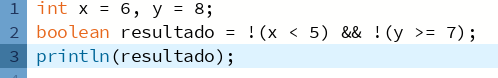 1 int x = 6, y = 8;
2 boolean resultado = !(x < 5) && !(y >= 7);
3 println(resultado);